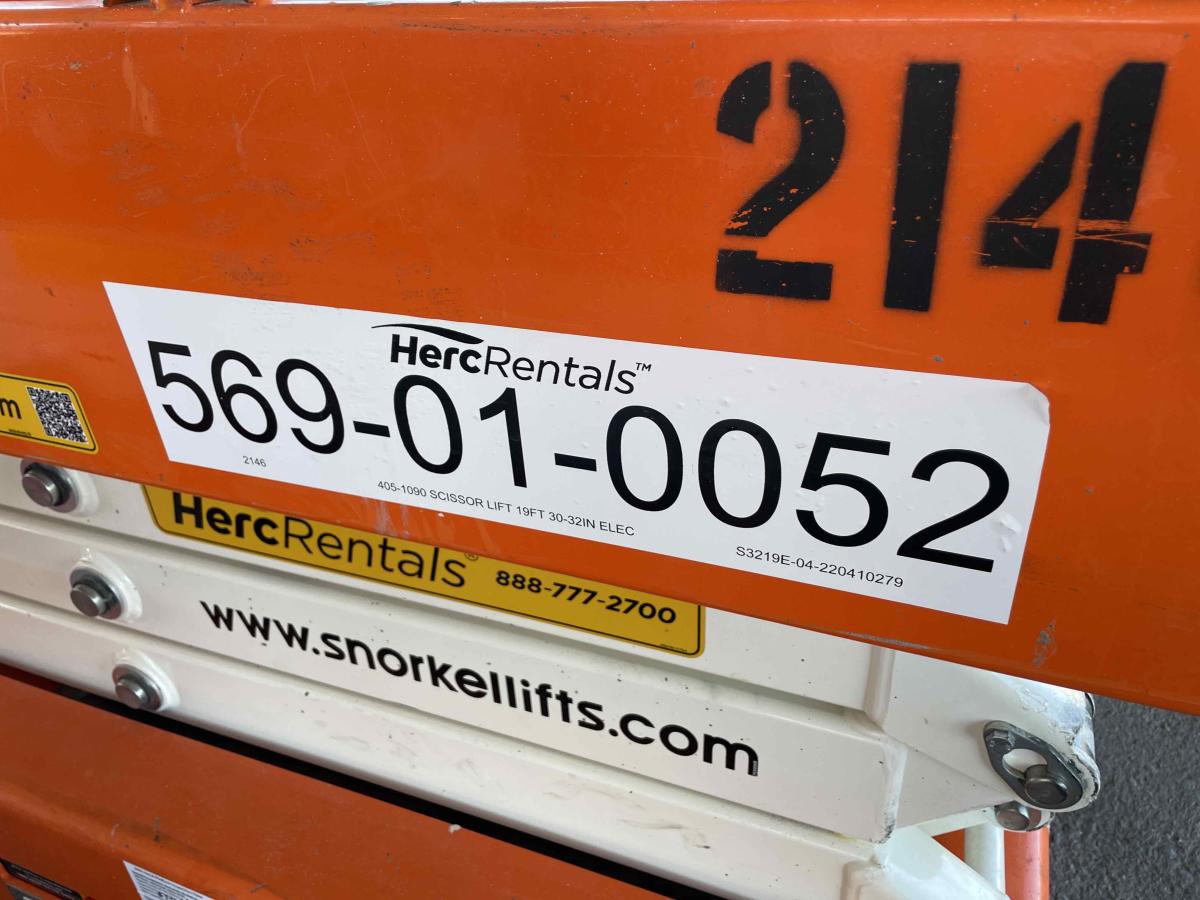 214
HercRentals™
569-01-0052
2146
405-1090 SCISSOR LIFT 19FT 30-32IN ELEC
S3219E-04-220410279
m
HercRentals®
888-777-2700
www.snorkellifts.com